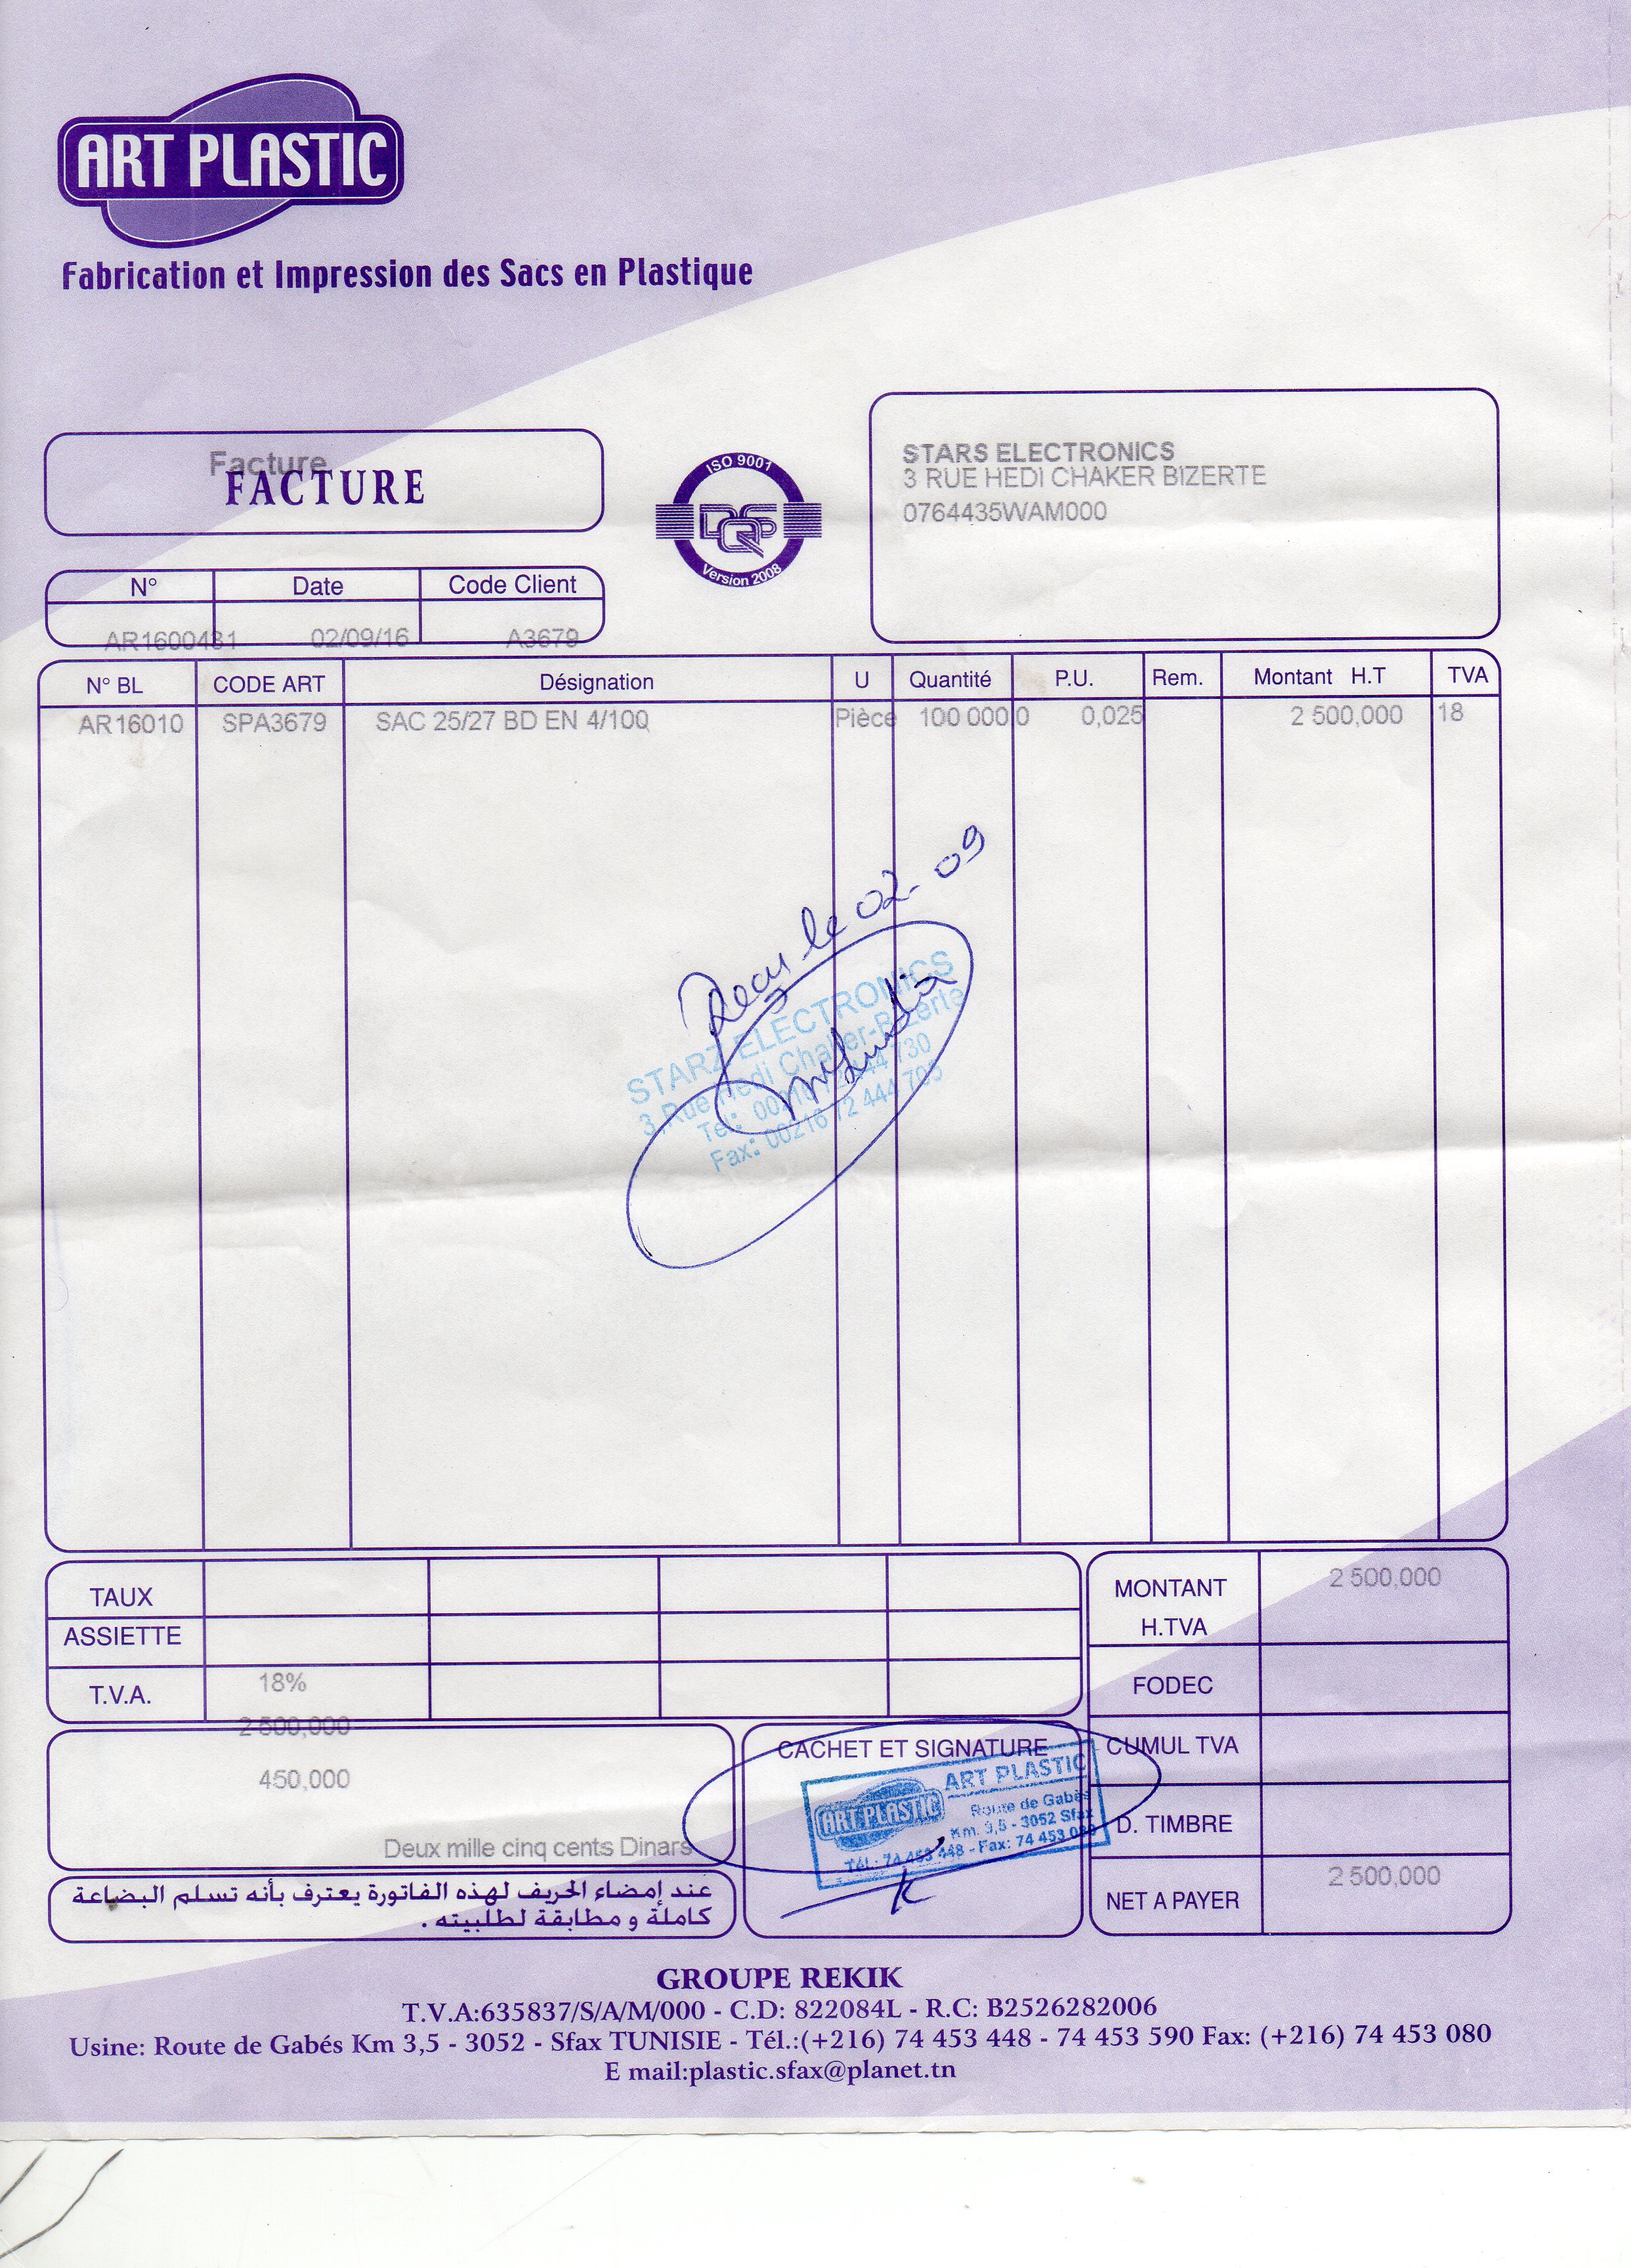 ART PLASTIC
Fabrication et Impression des Sacs en Plastique
Facture
FACTURE
ISO 9001
DQS
Version 2008
STARS ELECTRONICS
3 RUE HEDI CHAKER BIZERTE
0764435WAM000
N° Date Code Client
AR1600431 02/09/16 A3679
N° BL CODE ART Désignation U Quantité P.U. Rem. Montant H.T TVA
AR16010 SPA3679 SAC 25/27 BD EN 4/100 Pièce 100 000 0 0,025 2 500,000 18
Reçu le 02-09
STARZ ELECTRONICS
3,Rue Hedi Chaker-Bizerte
Tel: 00216 72 444 730
Fax: 00216 72 444 705
TAUX
ASSIETTE
T.V.A. 18%
2 500,000
450,000
Deux mille cinq cents Dinars
MONTANT H.TVA 2 500,000
FODEC
CUMUL TVA
D. TIMBRE
NET A PAYER 2 500,000
CACHET ET SIGNATURE
ART PLASTIC
ART PLASTIC
Route de Gabès
Km. 3,5 - 3052 Sfax
Tél.: 74 453 448 - Fax: 74 453 080
عند إمضاء الحريف لهذه الفاتورة يعترف بأنه تسلم البضاعة
كاملة و مطابقة لطلبيته .
GROUPE REKIK
T.V.A:635837/S/A/M/000 - C.D: 822084L - R.C: B2526282006
Usine: Route de Gabés Km 3,5 - 3052 - Sfax TUNISIE - Tél.:(+216) 74 453 448 - 74 453 590 Fax: (+216) 74 453 080
E mail:plastic.sfax@planet.tn